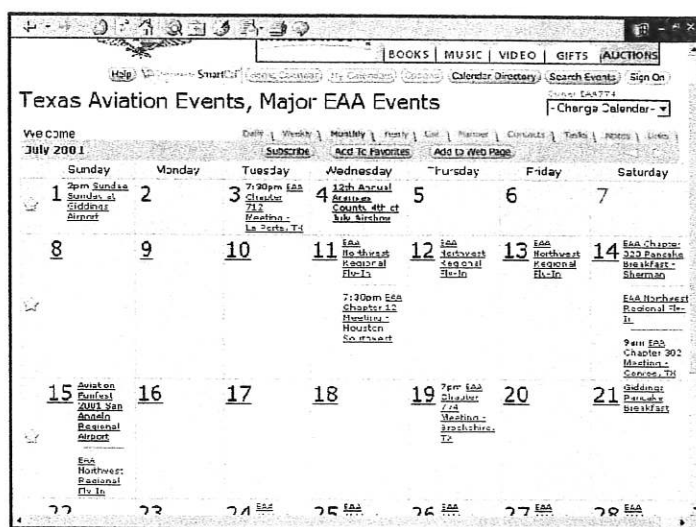 BOOKS | MUSIC | VIDEO | GIFTS AUCTIONS
Help SmartCal My Calendars Calendar Directory Search Events Sign On
Texas Aviation Events, Major EAA Events
Owner EAA774
-Change Calendar-
Welcome
Daily Weekly Monthly Yearly List Planner Contacts Tasks Notes Links
July 2001
Subscribe Add To Favorites Add to Web Page
Sunday Monday Tuesday Wednesday Thursday Friday Saturday
1 2pm Sundae
Sunday at
Giddings
Airport
2
3 7:30pm EAA
Chapter
712
Meeting -
La Porte, TX
4 12th Annual
Aransas
County 4th of
July Airshow
5
6
7
8
9
10
11 EAA
Northwest
Regional
Fly-In
7:30pm EAA
Chapter 12
Meeting -
Houston
Southwest
12 EAA
Northwest
Regional
Fly-In
13 EAA
Northwest
Regional
Fly-In
14 EAA Chapter
323 Pancake
Breakfast -
Sherman
EAA Northwest
Regional Fly-
In
9am EAA
Chapter 302
Meeting -
Conroe, TX
15 Aviation
Funfest
2001 San
Angelo
Regional
Airport
EAA
Northwest
Regional
Fly-In
16
17
18
19 7pm EAA
Chapter
774
Meeting -
Brookshire,
TX
20
21 Giddings
Pancake
Breakfast
22
23
24 EAA
25 EAA
26 EAA
27 EAA
28 EAA